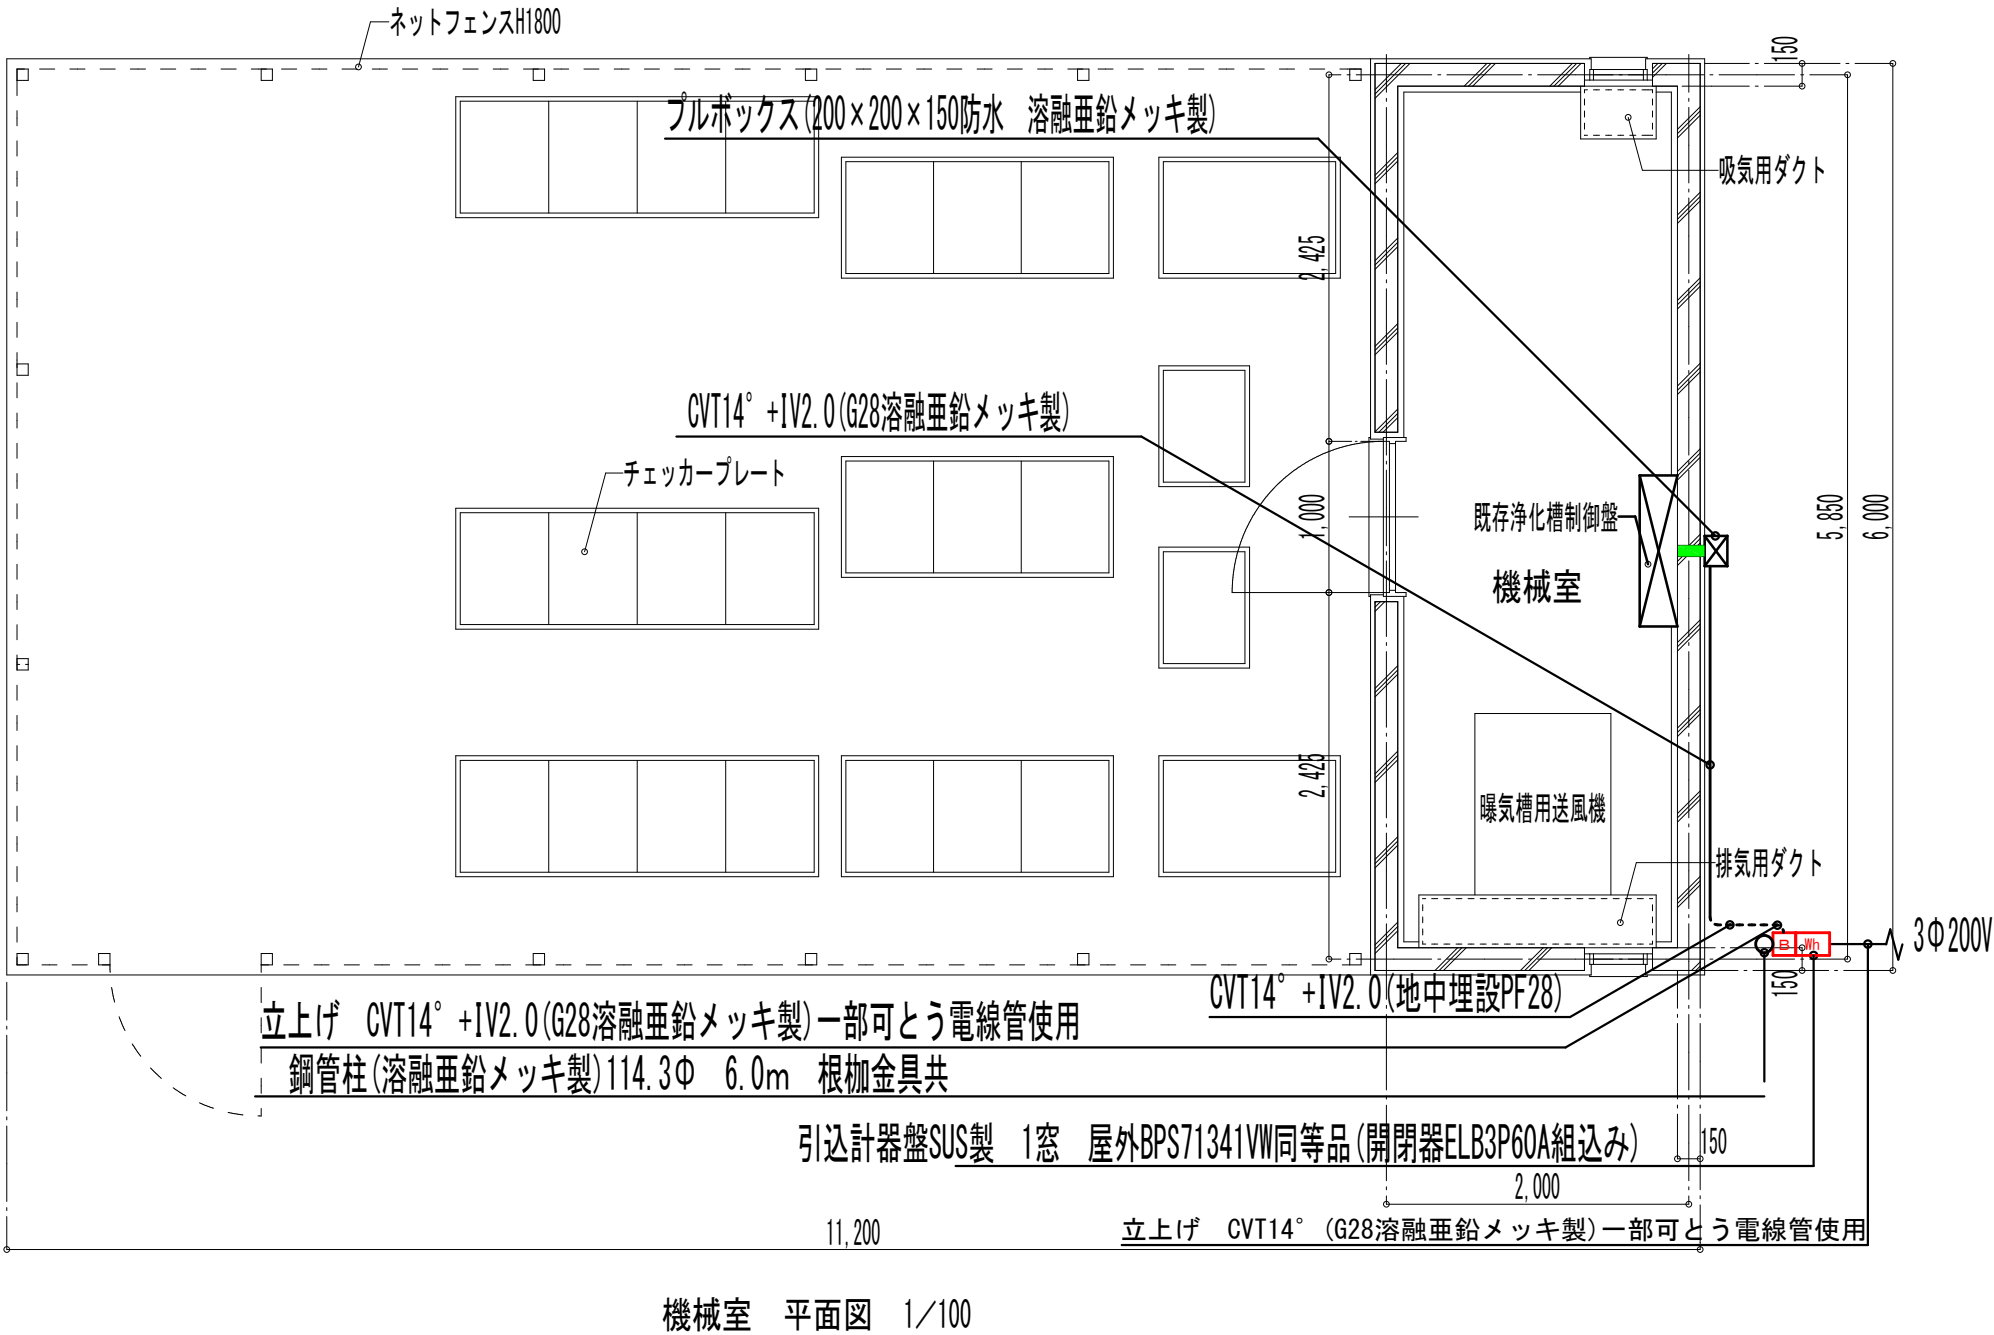 ネットフェンスH1800
150
プルボックス(200×200×150防水　溶融亜鉛メッキ製)
吸気用ダクト
2,425
CVT14°+IV2.0(G28溶融亜鉛メッキ製)
チェッカープレート
1,000
既存浄化槽制御盤
5,850
6,000
機械室
2,425
曝気槽用送風機
排気用ダクト
B
Wh
3Φ200V
150
CVT14°+IV2.0(地中埋設PF28)
立上げ　CVT14°+IV2.0(G28溶融亜鉛メッキ製)一部可とう電線管使用
鋼管柱(溶融亜鉛メッキ製)114.3Φ　6.0m　根枷金具共
引込計器盤SUS製　1窓　屋外BPS71341VW同等品(開閉器ELB3P60A組込み)
150
2,000
11,200
立上げ　CVT14°(G28溶融亜鉛メッキ製)一部可とう電線管使用
機械室　平面図　1/100